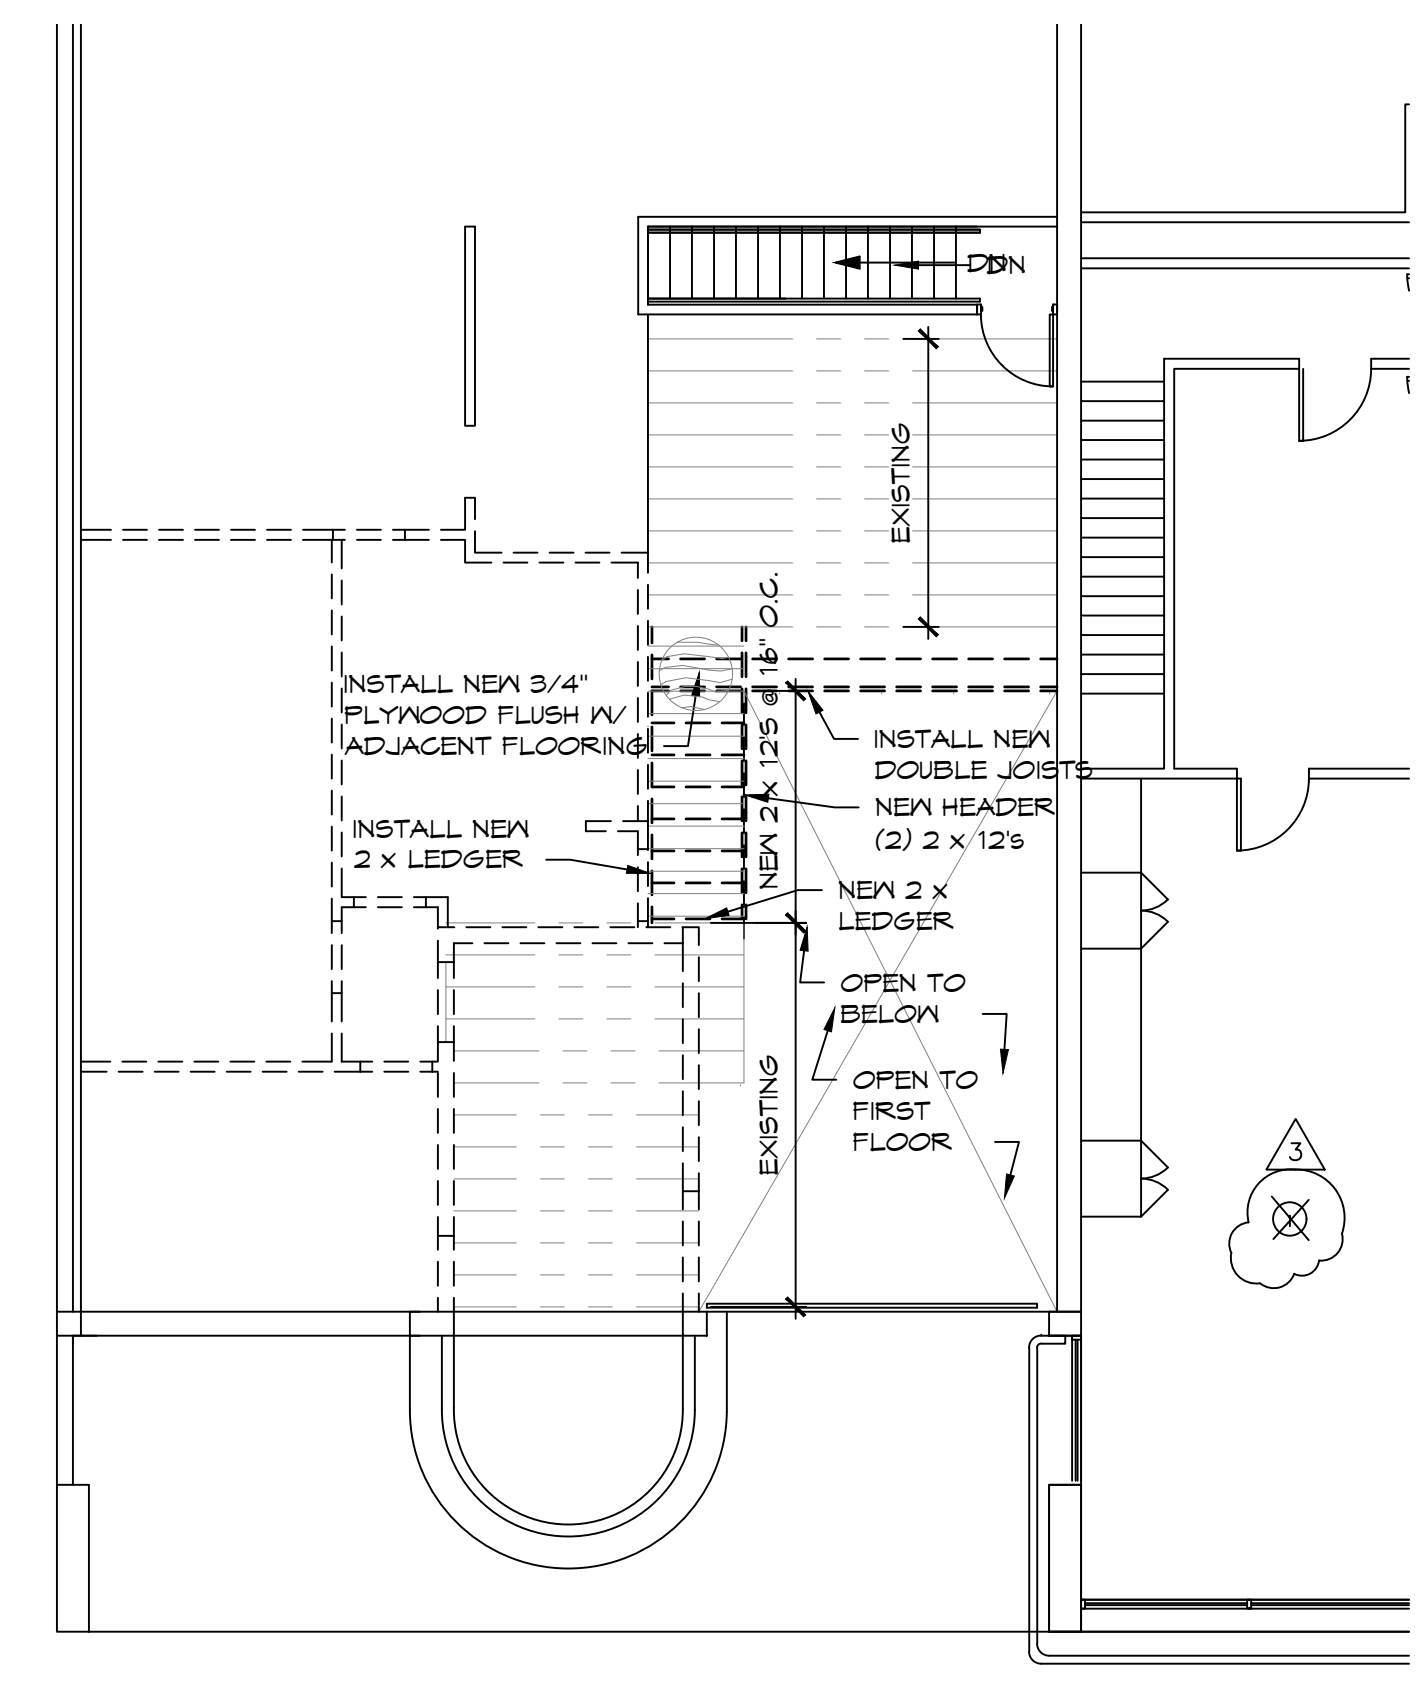 DN
DN
EXISTING
NEW 2 x 12'S @ 16" O.C.
INSTALL NEW 3/4"
PLYWOOD FLUSH W/
ADJACENT FLOORING
INSTALL NEW
DOUBLE JOISTS
NEW HEADER
(2) 2 x 12's
INSTALL NEW
2 x LEDGER
NEW 2 x
LEDGER
OPEN TO
BELOW
EXISTING
OPEN TO
FIRST
FLOOR
3
1